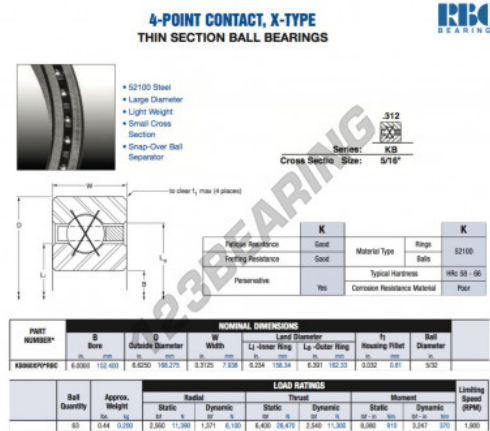 4-POINT CONTACT, X-TYPE
THIN SECTION BALL BEARINGS
RBC
BEARING
• 52100 Steel
• Large Diameter
• Light Weight
• Small Cross
Section
• Snap-Over Ball
Separator
.312
Series: KB
Cross Sectio Size: 5/16"
123BEARING
W
to clear f₁ max (4 places)
D
B
K K
Fatigue Resistance Good Material Type Rings 52100
Fretting Resistance Good Balls
Perservative Yes Typical Hardness HRc 58 - 66
Corrosion Resistance Material Poor
PART NUMBER* NOMINAL DIMENSIONS
B Bore D Outside Diameter W Width Land Diameter f₁ Housing Fillet Ball Diameter
Lᵢ -Inner Ring Lₒ -Outer Ring
in. mm in. mm in. mm in. mm in. mm in. mm in.
6.0000 152,400 6.6250 168,275 0.3125 7,938 6.234 158,34 6.391 162,33 0.032 0,81 5/32
Ball Quantity Approx. Weight LOAD RATINGS Limiting Speed (RPM)
Radial Thrust Moment
Static Dynamic Static Dynamic Static Dynamic
lbs. kg lbf N lbf N lbf N lbf N lbf - in Nm lbf - in Nm
63 0.44 0,200 2,560 11,390 1,371 6,100 6,400 28,470 2,540 11,300 8,080 913 3,247 370 1,900